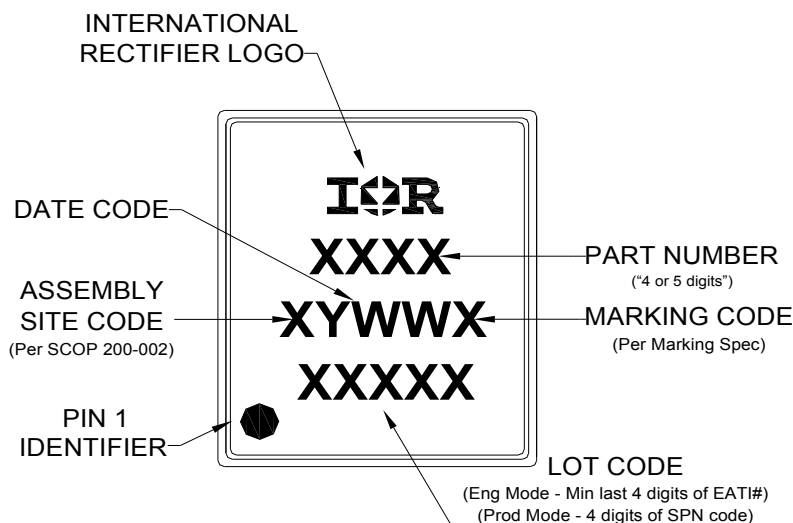 INTERNATIONAL
RECTIFIER LOGO
IOR
DATE CODE
XXXX
PART NUMBER
(“4 or 5 digits”)
ASSEMBLY
SITE CODE
(Per SCOP 200-002)
XYWWX
MARKING CODE
(Per Marking Spec)
XXXXX
PIN 1
IDENTIFIER
LOT CODE
(Eng Mode - Min last 4 digits of EATI#)
(Prod Mode - 4 digits of SPN code)